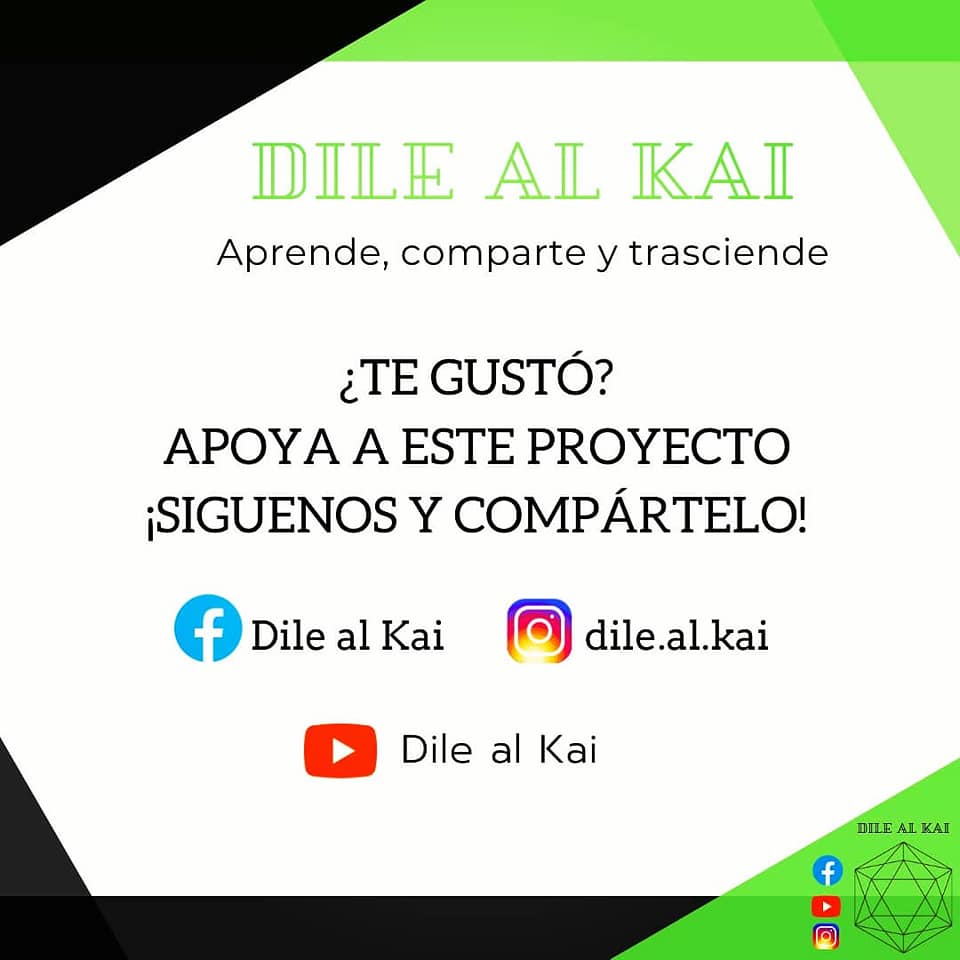 DILE AL KAI
Aprende, comparte y trasciende
¿TE GUSTÓ?
APOYA A ESTE PROYECTO
¡SIGUENOS Y COMPÁRTELO!
Dile al Kai
dile.al.kai
Dile al Kai
DILE AL KAI